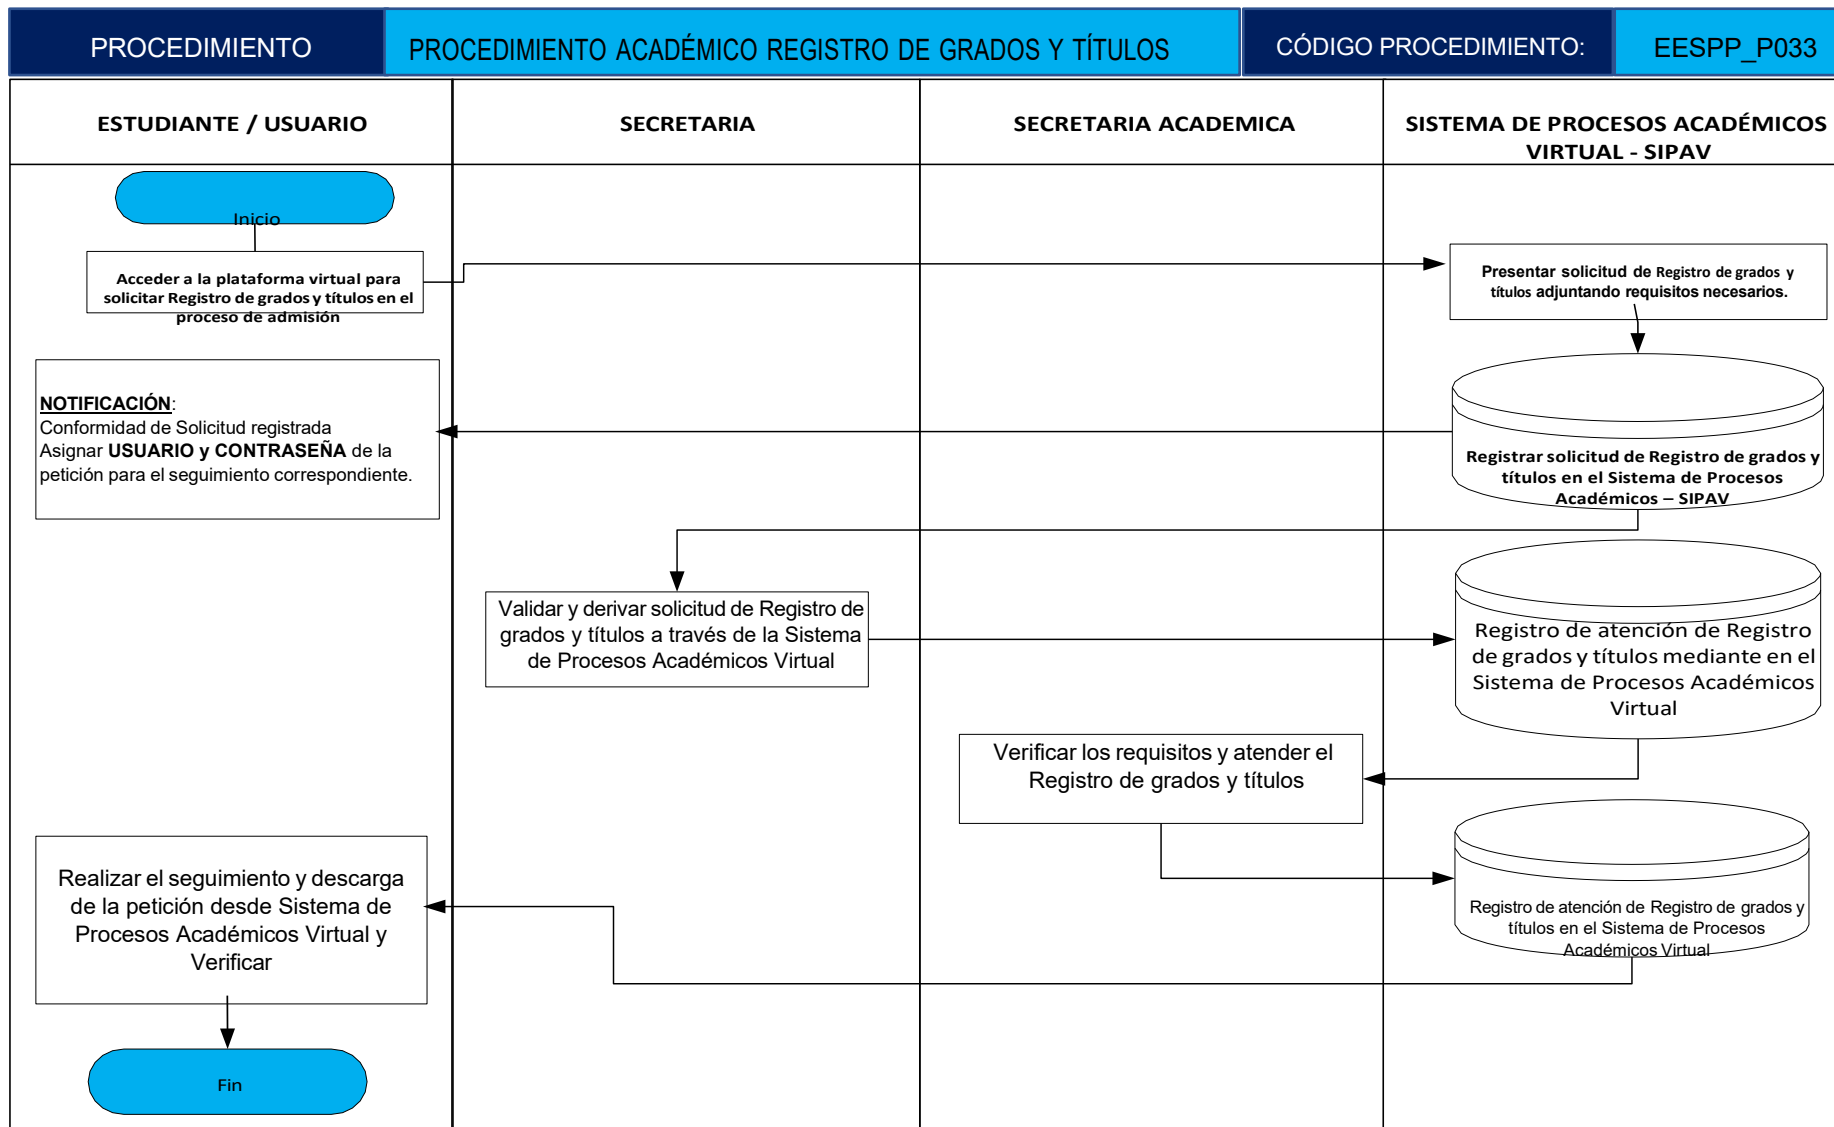 PROCEDIMIENTO
PROCEDIMIENTO ACADÉMICO REGISTRO DE GRADOS Y TÍTULOS
CÓDIGO PROCEDIMIENTO:
EESPP_P033
ESTUDIANTE / USUARIO
SECRETARIA
SECRETARIA ACADEMICA
SISTEMA DE PROCESOS ACADÉMICOS
VIRTUAL - SIPAV
Inicio
Acceder a la plataforma virtual para
solicitar Registro de grados y títulos en el
proceso de admisión
Presentar solicitud de Registro de grados y
títulos adjuntando requisitos necesarios.
NOTIFICACIÓN:
Conformidad de Solicitud registrada
Asignar USUARIO y CONTRASEÑA de la
petición para el seguimiento correspondiente.
Registrar solicitud de Registro de grados y
títulos en el Sistema de Procesos
Académicos – SIPAV
Validar y derivar solicitud de Registro de
grados y títulos a través de la Sistema
de Procesos Académicos Virtual
Registro de atención de Registro
de grados y títulos mediante en el
Sistema de Procesos Académicos
Virtual
Verificar los requisitos y atender el
Registro de grados y títulos
Realizar el seguimiento y descarga
de la petición desde Sistema de
Procesos Académicos Virtual y
Verificar
Registro de atención de Registro de grados y
títulos en el Sistema de Procesos
Académicos Virtual
Fin